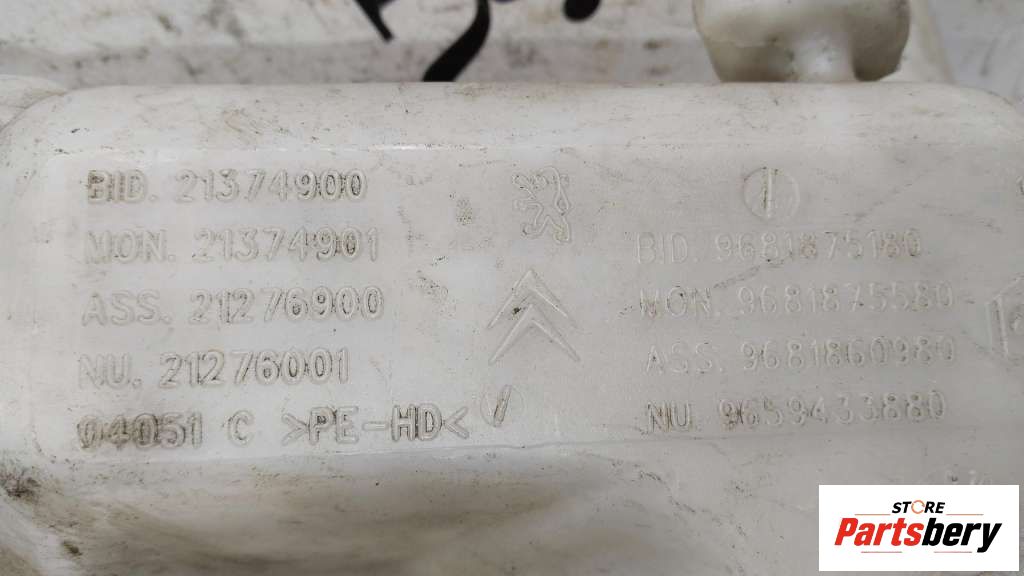 BID. 21374900
MON. 21374901
ASS. 21276900
NU. 21276001
04051 C >PE-HD<
BID. 9681875180
MON. 9681875580
ASS. 9681860980
NU. 9659433880
STORE
Partsbery